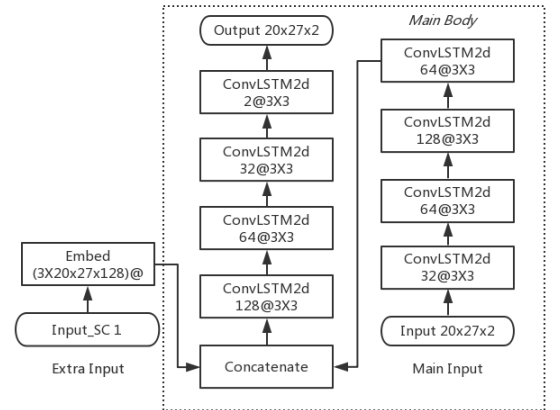 Main Body
Output 20x27x2
ConvLSTM2d
2@3X3
ConvLSTM2d
32@3X3
ConvLSTM2d
64@3X3
ConvLSTM2d
128@3X3
Concatenate
ConvLSTM2d
64@3X3
ConvLSTM2d
128@3X3
ConvLSTM2d
64@3X3
ConvLSTM2d
32@3X3
Input 20x27x2
Main Input
Embed
(3X20x27x128)@
Input_SC 1
Extra Input